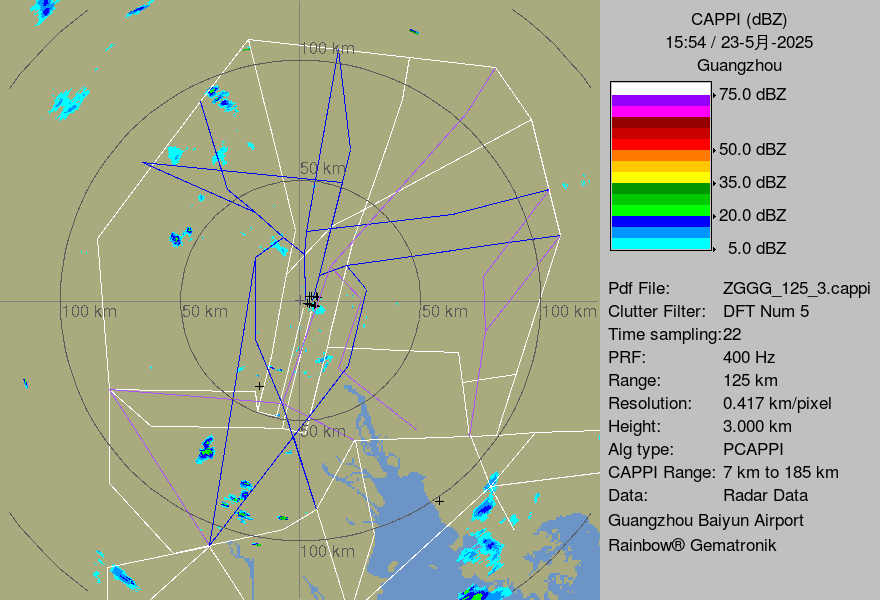 CAPPI (dBZ)
15:54 / 23-5月-2025
Guangzhou
75.0 dBZ
50.0 dBZ
35.0 dBZ
20.0 dBZ
5.0 dBZ
100 km
50 km
100 km
50 km
50 km
100 km
50 km
100 km
Pdf File: ZGGG_125_3.cappi
Clutter Filter: DFT Num 5
Time sampling:22
PRF: 400 Hz
Range: 125 km
Resolution: 0.417 km/pixel
Height: 3.000 km
Alg type: PCAPPI
CAPPI Range: 7 km to 185 km
Data: Radar Data
Guangzhou Baiyun Airport
Rainbow® Gematronik